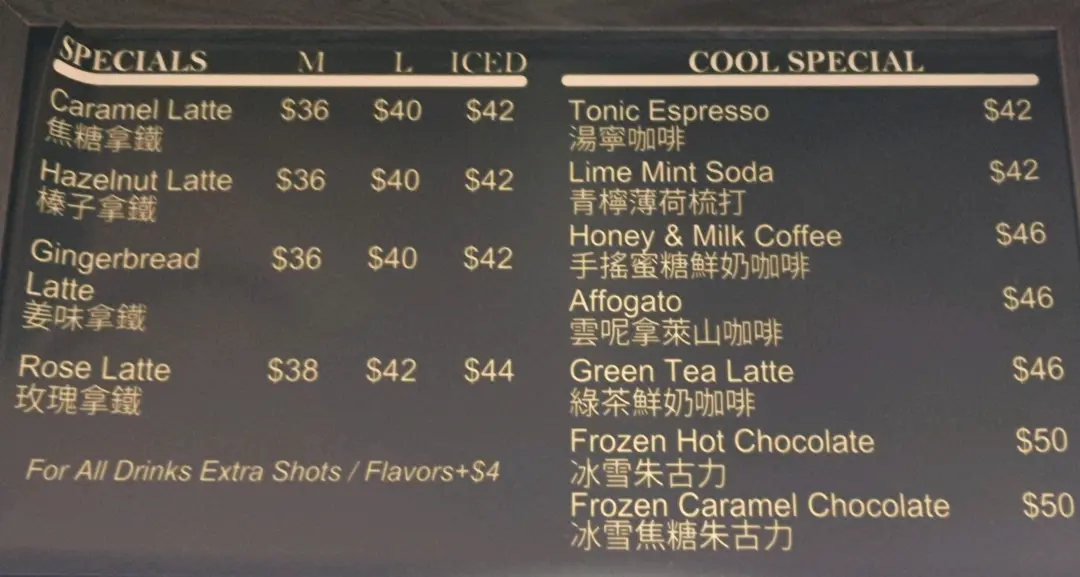 SPECIALS M L ICED
Caramel Latte $36 $40 $42
焦糖拿鐵
Hazelnut Latte $36 $40 $42
榛子拿鐵
Gingerbread $36 $40 $42
Latte
姜味拿鐵
Rose Latte $38 $42 $44
玫瑰拿鐵
For All Drinks Extra Shots / Flavors+$4
COOL SPECIAL
Tonic Espresso $42
湯寧咖啡
Lime Mint Soda $42
青檸薄荷梳打
Honey & Milk Coffee $46
手搖蜜糖鮮奶咖啡
Affogato $46
雲呢拿萊山咖啡
Green Tea Latte $46
綠茶鮮奶咖啡
Frozen Hot Chocolate $50
冰雪朱古力
Frozen Caramel Chocolate $50
冰雪焦糖朱古力